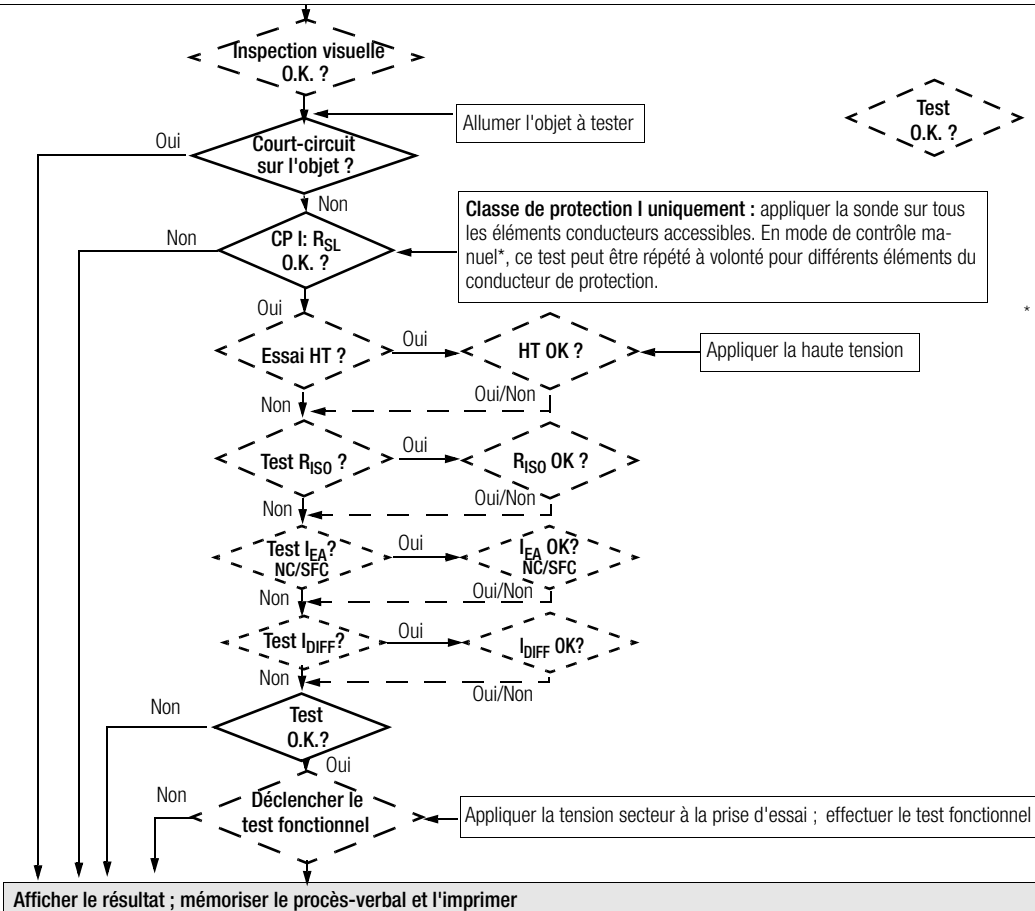 Inspection visuelle
O.K. ?
Test
O.K. ?
Allumer l'objet à tester
Oui
Court-circuit
sur l'objet ?
Non
Classe de protection I uniquement : appliquer la sonde sur tous
les éléments conducteurs accessibles. En mode de contrôle ma-
nuel*, ce test peut être répété à volonté pour différents éléments du
conducteur de protection.
Non
CP I: RSL
O.K. ?
*
Oui
Essai HT ?
Oui
HT OK ?
Appliquer la haute tension
Non
Oui/Non
Test RISO ?
Oui
RISO OK ?
Non
Oui/Non
Test IEA?
NC/SFC
Oui
IEA OK?
NC/SFC
Non
Oui/Non
Test IDIFF?
Oui
IDIFF OK?
Non
Oui/Non
Non
Test
O.K.?
Oui
Non
Déclencher le
test fonctionnel
Appliquer la tension secteur à la prise d'essai ; effectuer le test fonctionnel
Afficher le résultat ; mémoriser le procès-verbal et l'imprimer